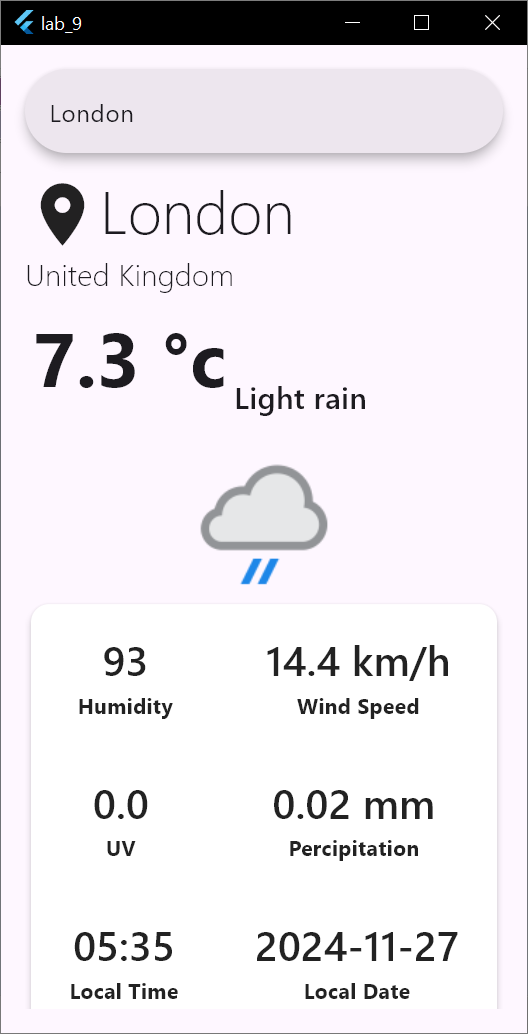 lab_9
London
London
United Kingdom
7.3 °c Light rain
93 14.4 km/h
Humidity Wind Speed
0.0 0.02 mm
UV Percipitation
05:35 2024-11-27
Local Time Local Date